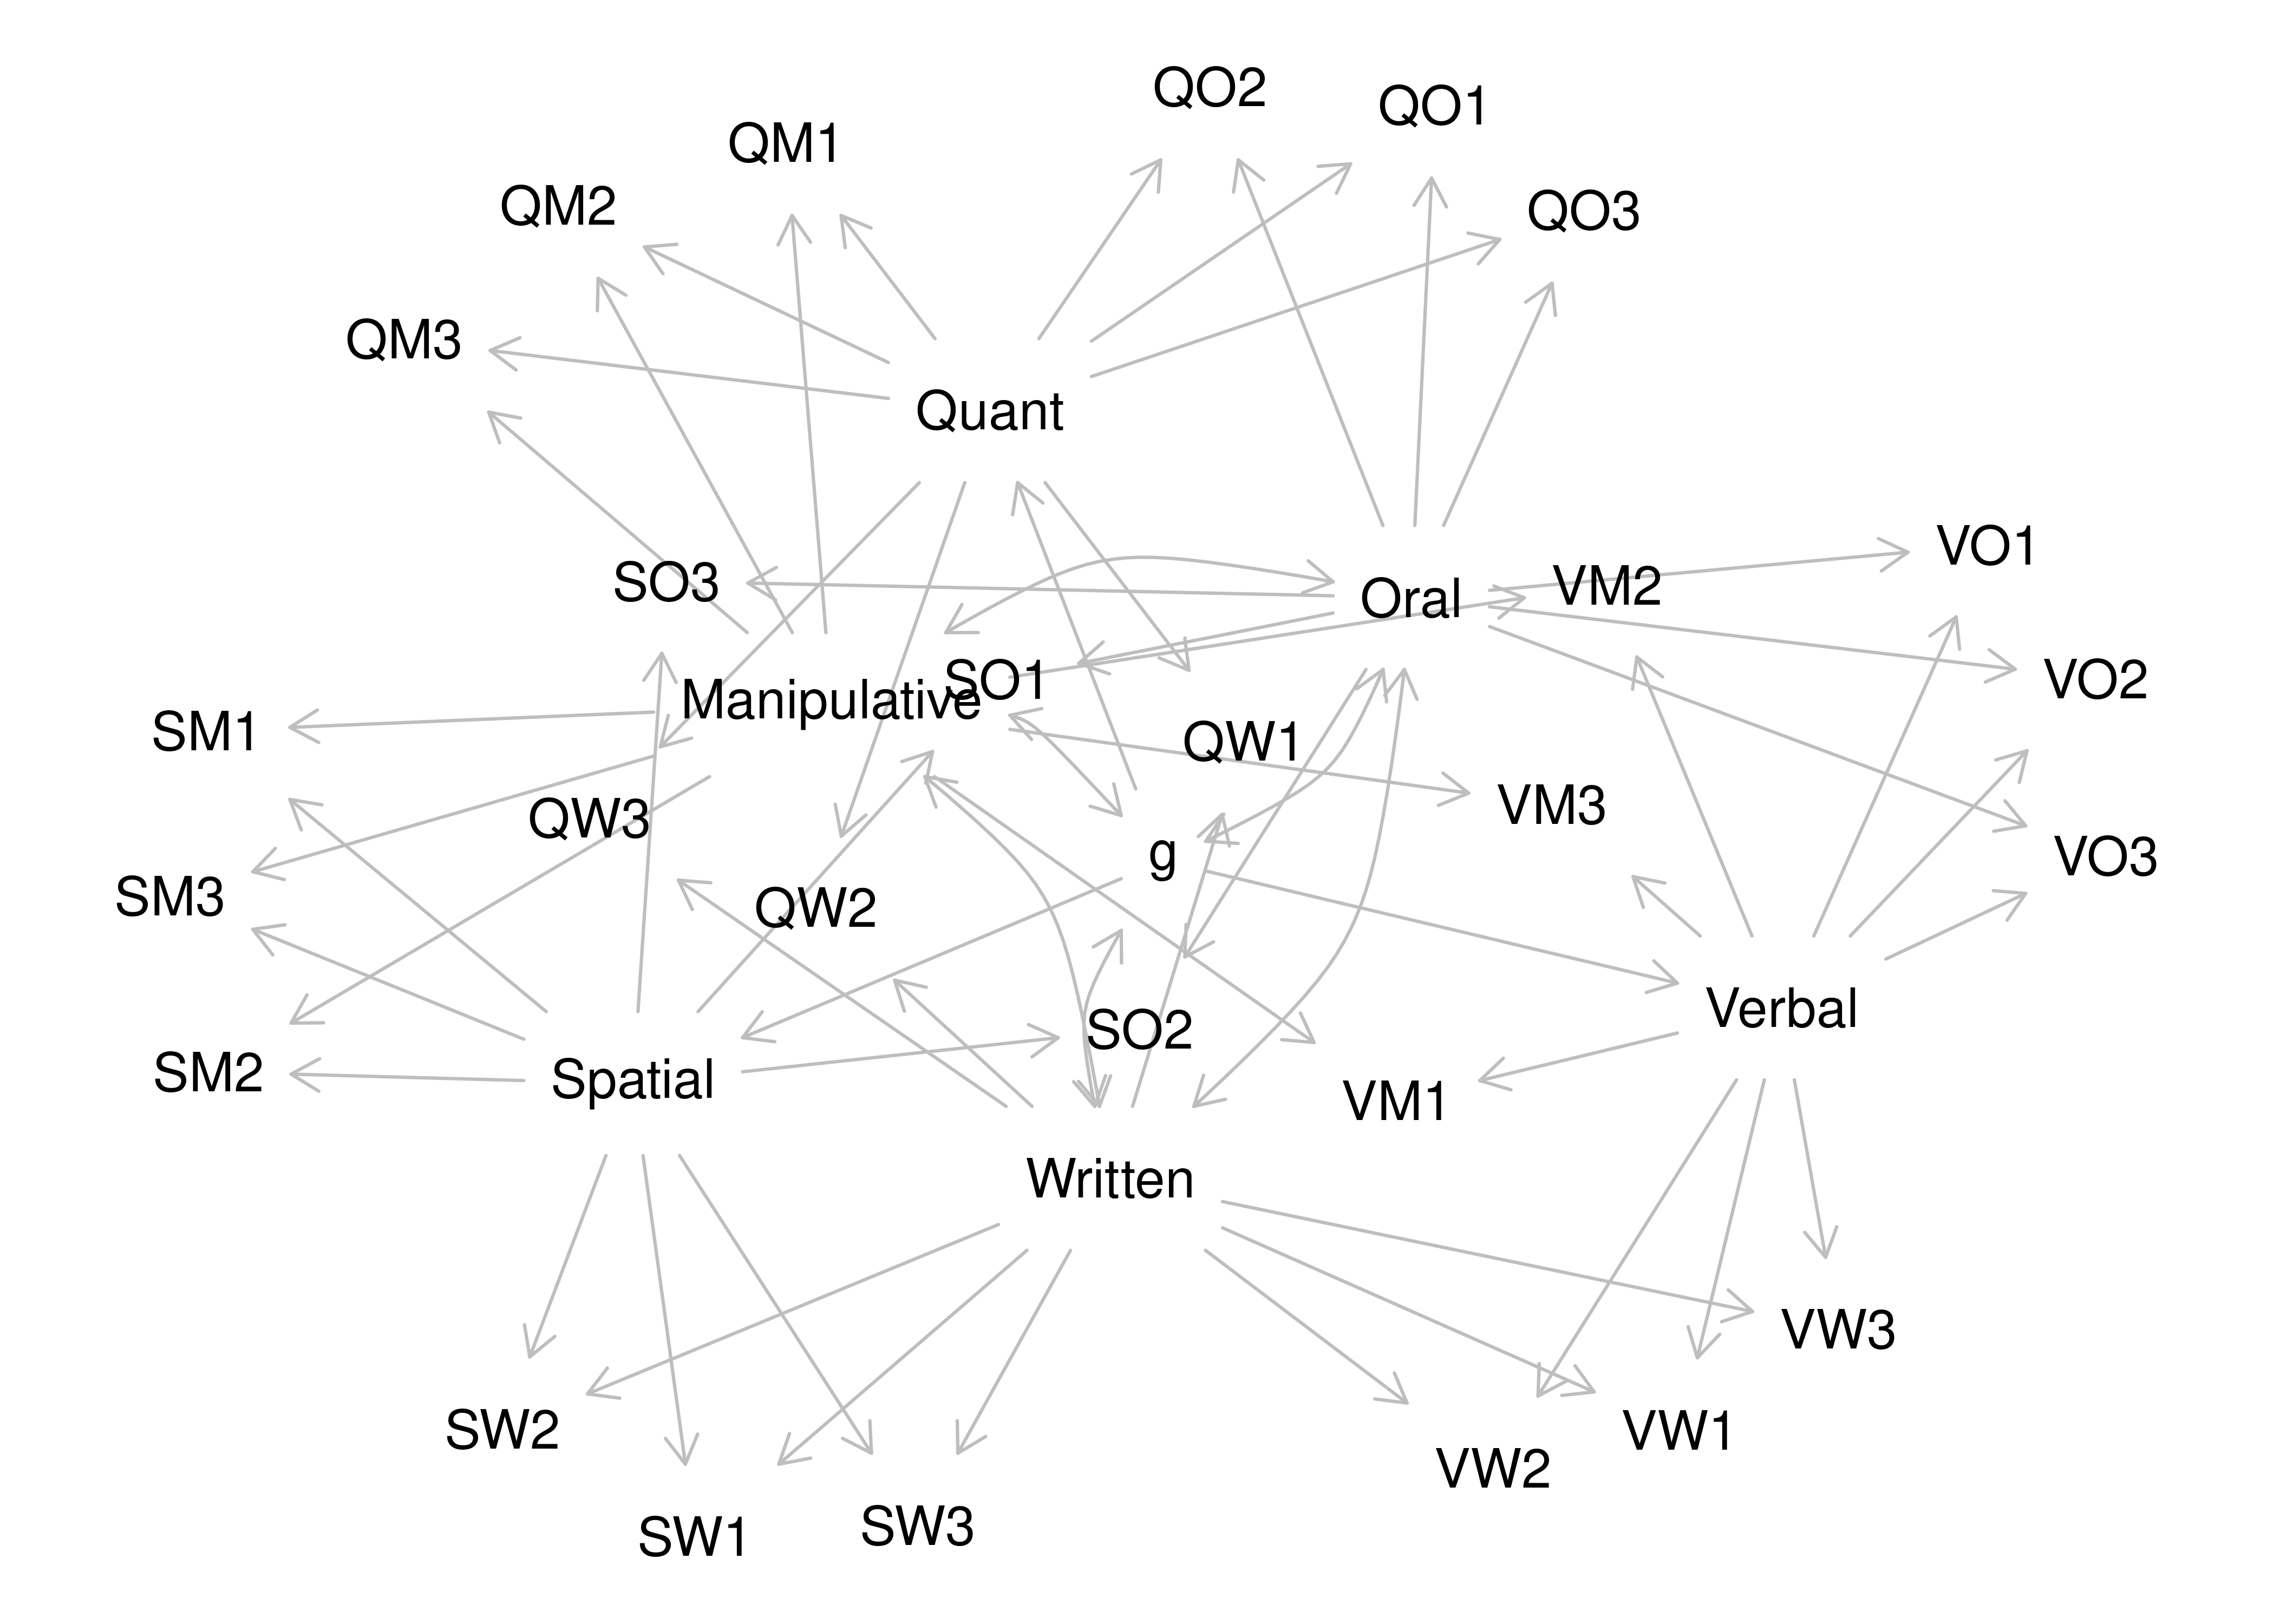 QO2
QO1
QM1
QM2
QO3
QM3
Quant
VO1
SO3
Oral
VM2
Manipulative
SO1
VO2
SM1
QW1
QW3
VM3
g
VO3
SM3
QW2
Verbal
SO2
SM2
Spatial
VM1
Written
VW3
SW2
VW1
VW2
SW1
SW3